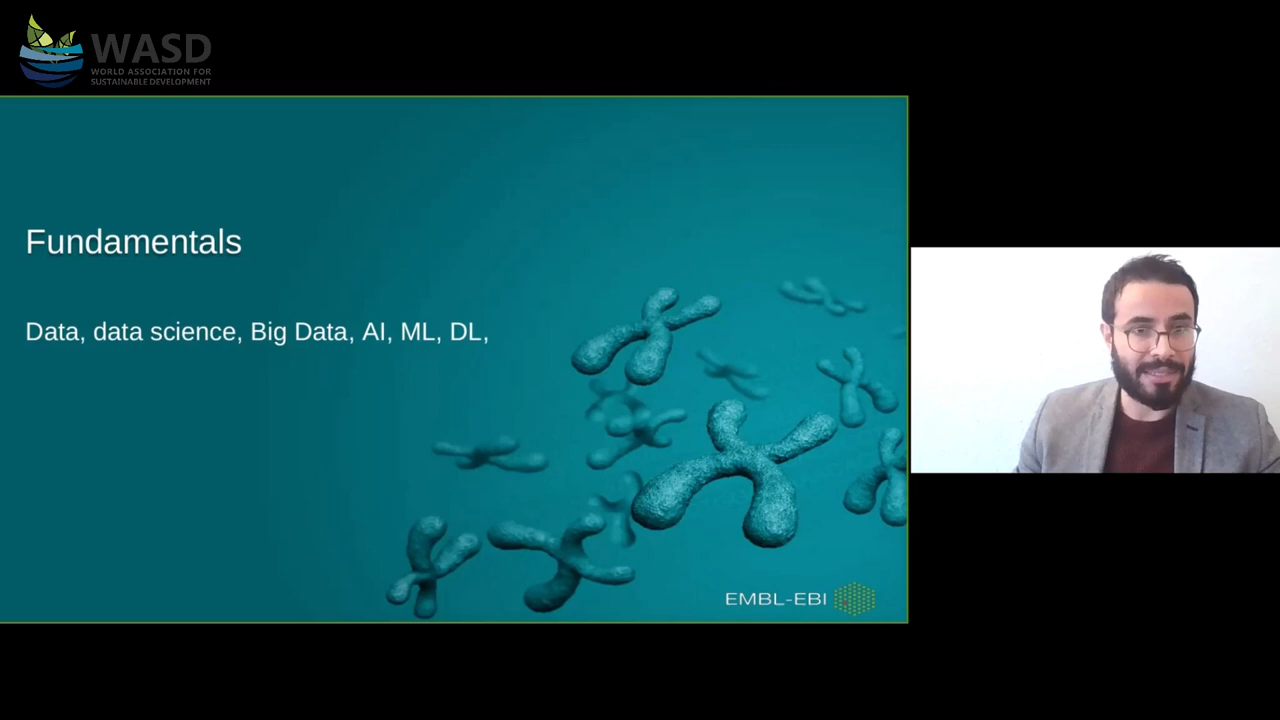 WASD
WORLD ASSOCIATION FOR
SUSTAINABLE DEVELOPMENT
Fundamentals
Data, data science, Big Data, AI, ML, DL,
EMBL-EBI